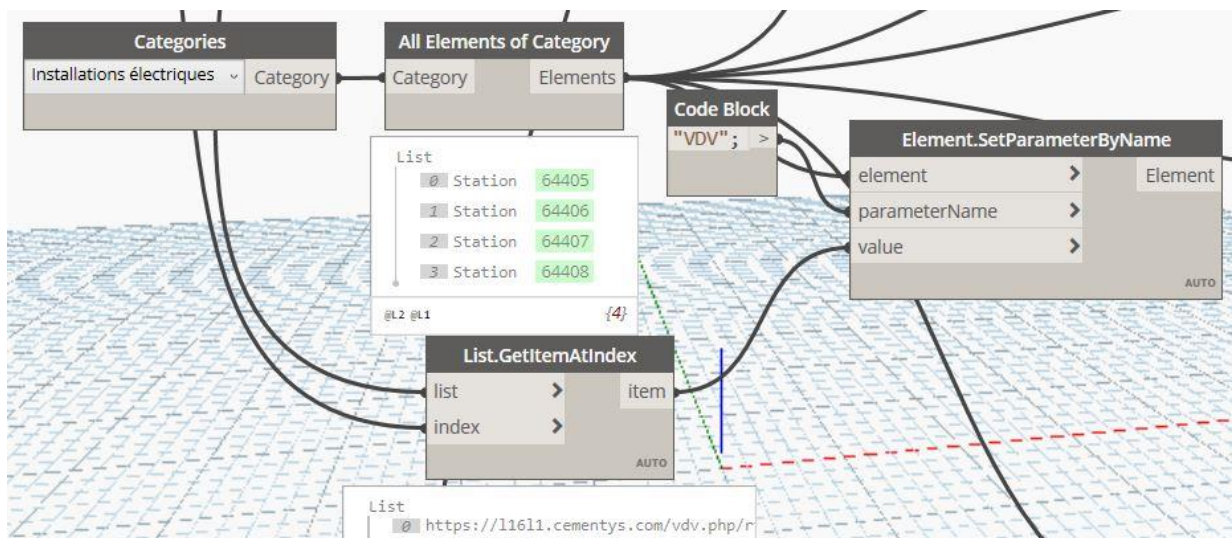 Categories
Installations électriques
Category
All Elements of Category
Category
Elements
List
0 Station 64405
1 Station 64406
2 Station 64407
3 Station 64408
@L2 @L1
{4}
Code Block
"VDV";
>
Element.SetParameterByName
element > Element
parameterName >
value >
AUTO
List.GetItemAtIndex
list > item
index >
AUTO
List
0 https://l16l1.cementys.com/vdv.php/r